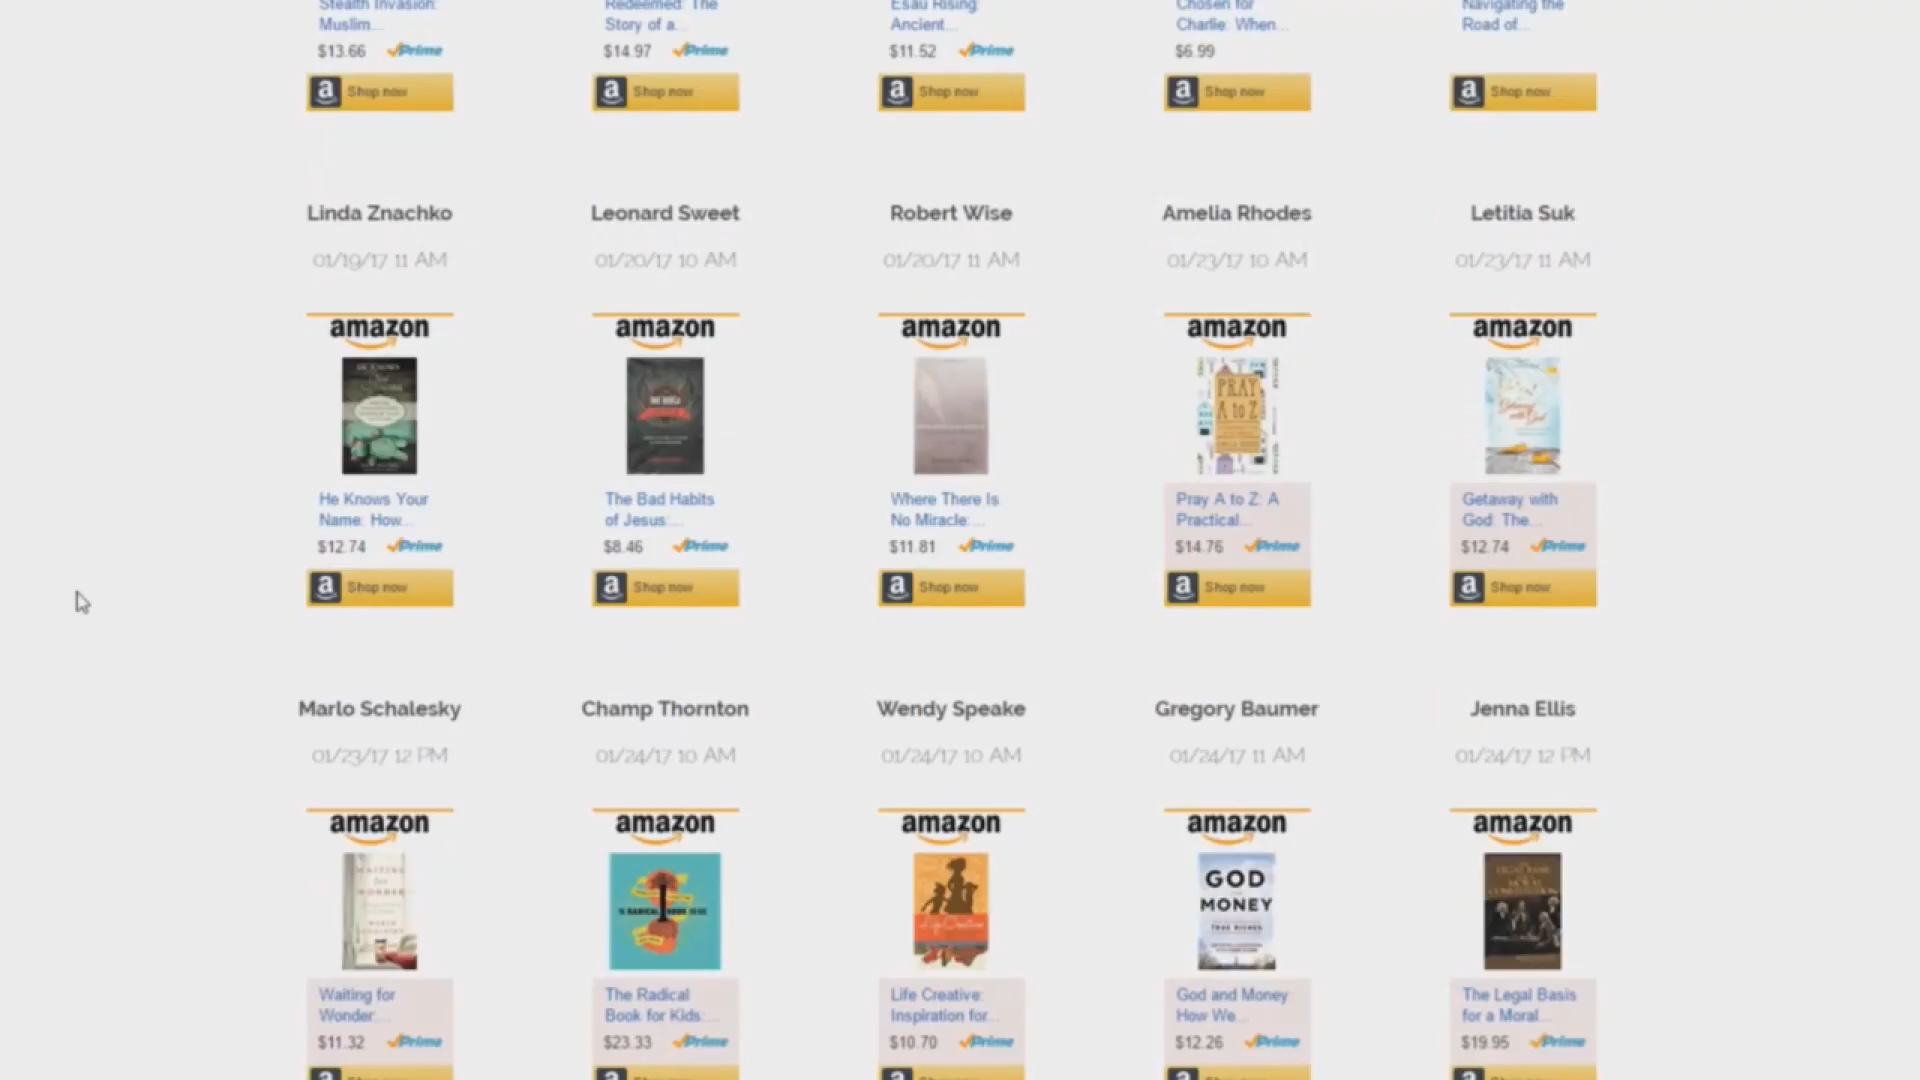 Stealth Invasion:
Muslim...
$13.66 Prime
a Shop now
Redeemed: The
Story of a...
$14.97 Prime
a Shop now
Esau Rising:
Ancient...
$11.52 Prime
a Shop now
Chosen for
Charlie: When...
$6.99
a Shop now
Navigating the
Road of...
a Shop now
Linda Znachko
01/19/17 11 AM
amazon
He Knows Your
Name: How...
$12.74 Prime
a Shop now
Leonard Sweet
01/20/17 10 AM
amazon
The Bad Habits
of Jesus:...
$8.46 Prime
a Shop now
Robert Wise
01/20/17 11 AM
amazon
Where There Is
No Miracle:...
$11.81 Prime
a Shop now
Amelia Rhodes
01/23/17 10 AM
amazon
PRAY
A to Z
Pray A to Z: A
Practical...
$14.76 Prime
a Shop now
Letitia Suk
01/23/17 11 AM
amazon
Getaway
with God
Getaway with
God: The...
$12.74 Prime
a Shop now
Marlo Schalesky
01/23/17 12 PM
amazon
WAITING
for
WONDER
Waiting for
Wonder:...
$11.32 Prime
Champ Thornton
01/24/17 10 AM
amazon
The Radical
Book for Kids:...
$23.33 Prime
Wendy Speake
01/24/17 10 AM
amazon
Life Creative
Life Creative:
Inspiration for...
$10.70 Prime
Gregory Baumer
01/24/17 11 AM
amazon
GOD
MONEY
TRUE RICHES
God and Money:
How We...
$12.26 Prime
Jenna Ellis
01/24/17 12 PM
amazon
The Legal Basis
for a Moral...
$19.95 Prime